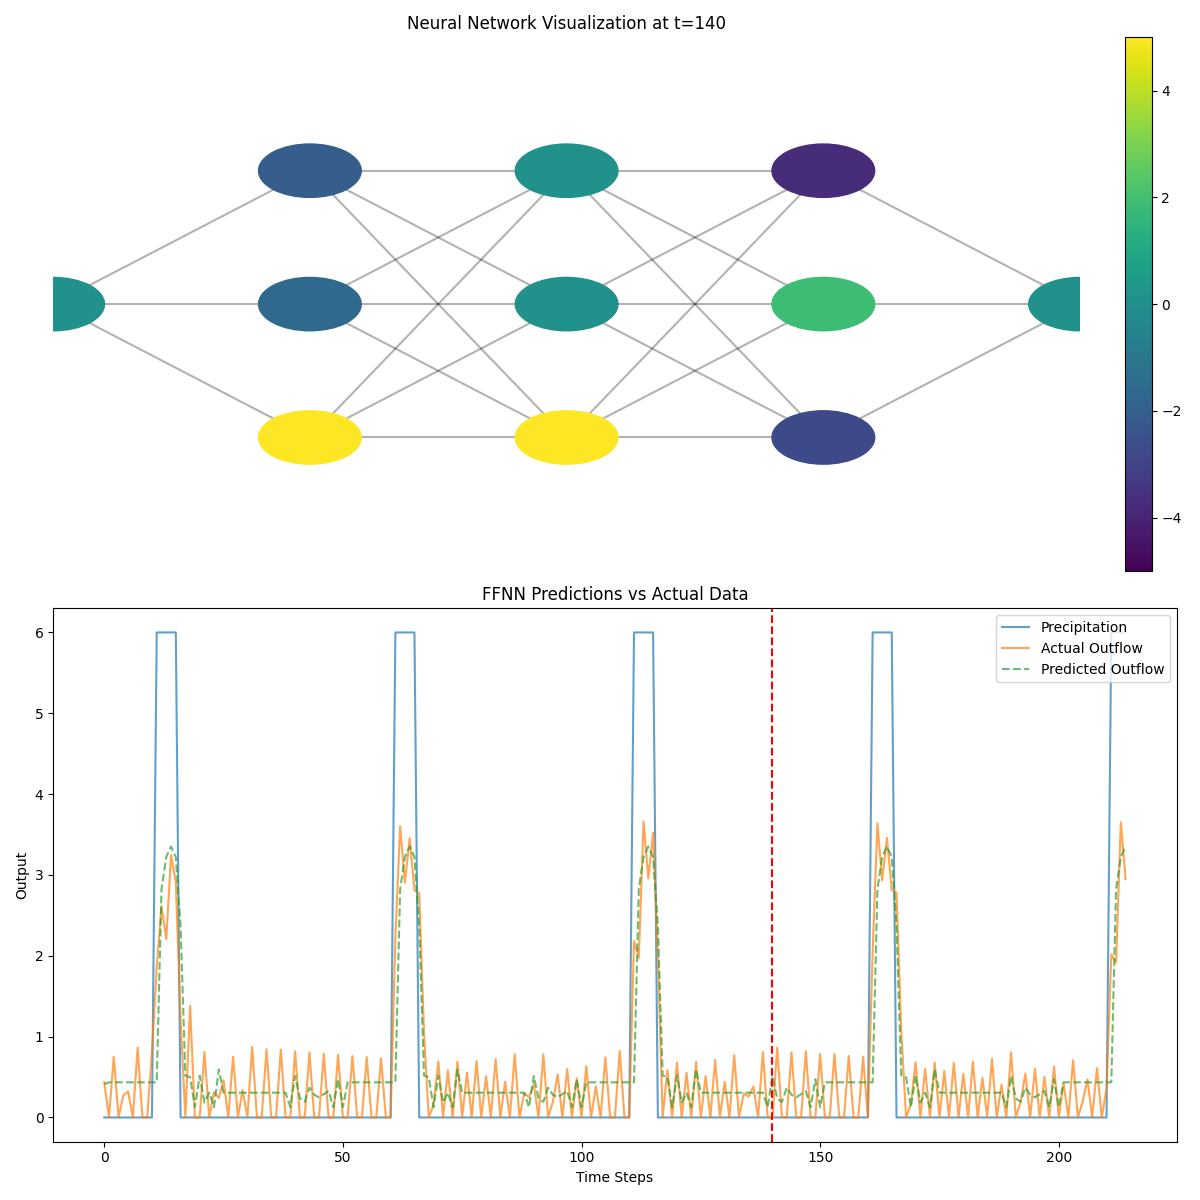 Neural Network Visualization at t=140
4
2
0
−2
−4
FFNN Predictions vs Actual Data
6
5
4
3
2
1
0
Output
Precipitation
Actual Outflow
Predicted Outflow
0 50 100 150 200
Time Steps